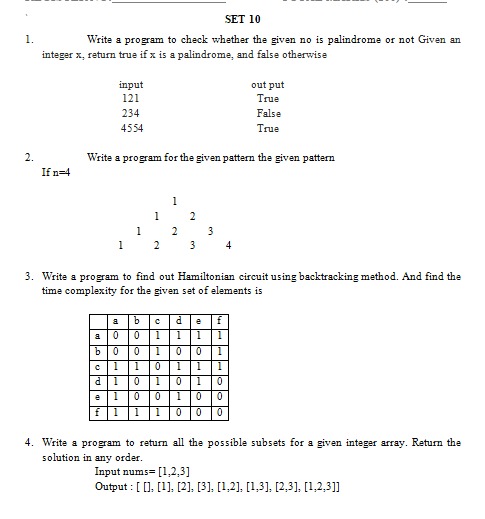 SET 10
1. Write a program to check whether the given no is palindrome or not Given an
integer x, return true if x is a palindrome, and false otherwise
input out put
121 True
234 False
4554 True
2. Write a program for the given pattern the given pattern
If n=4
1
1 2
1 2 3
1 2 3 4
3. Write a program to find out Hamiltonian circuit using backtracking method. And find the
time complexity for the given set of elements is
a b c d e f
a 0 0 1 1 1 1
b 0 0 1 0 0 1
c 1 1 0 1 1 1
d 1 0 1 0 1 0
e 1 0 0 1 0 0
f 1 1 1 0 0 0
4. Write a program to return all the possible subsets for a given integer array. Return the
solution in any order.
Input nums= [1,2,3]
Output : [ [], [1], [2], [3], [1,2], [1,3], [2,3], [1,2,3]]